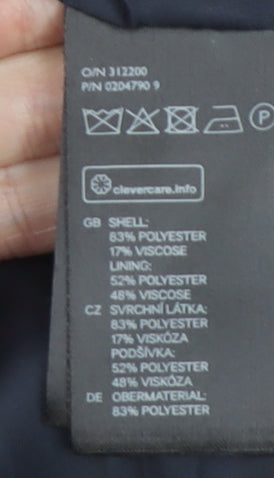 O/N 312200
P/N 0204790 9
P
clevercare.info
GB SHELL:
83% POLYESTER
17% VISCOSE
LINING:
52% POLYESTER
48% VISCOSE
CZ SVRCHNÍ LÁTKA:
83% POLYESTER
17% VISKÓZA
PODŠÍVKA:
52% POLYESTER
48% VISKÓZA
DE OBERMATERIAL:
83% POLYESTER